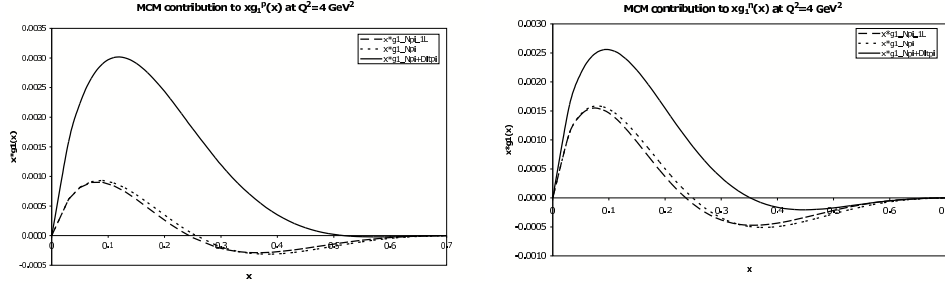 MCM contribution to xg₁ᵖ(x) at Q²=4 GeV²
x*g1_Npi_1L
x*g1_Npi
x*g1_Npi+Dltpi
0.0035
0.0030
0.0025
0.0020
0.0015
0.0010
0.0005
0.0000
-0.0005
x*g1(x)
0 0.1 0.2 0.3 0.4 0.5 0.6 0.7
x
MCM contribution to xg₁ⁿ(x) at Q²=4 GeV²
x*g1_Npi_1L
x*g1_Npi
x*g1_Npi+Dltpi
0.0030
0.0025
0.0020
0.0015
0.0010
0.0005
0.0000
-0.0005
-0.0010
x*g1(x)
0 0.1 0.2 0.3 0.4 0.5 0.6
x